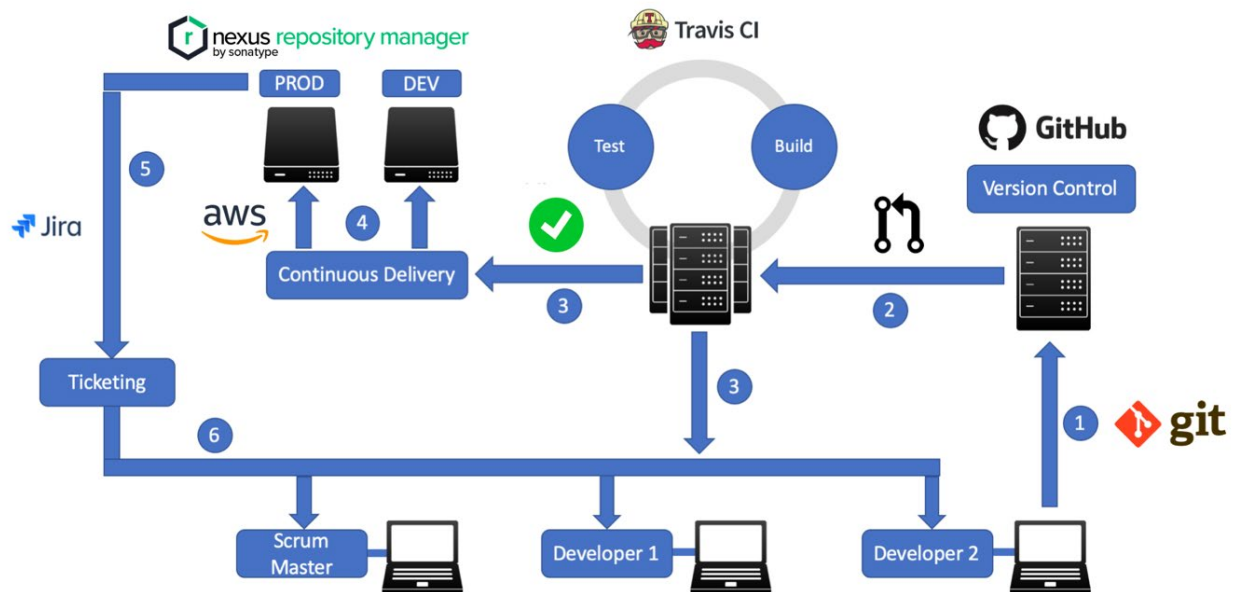 nexus repository manager
by sonatype
Travis CI
PROD
DEV
Test
Build
GitHub
Version Control
5
Jira
aws
4
Continuous Delivery
3
2
Ticketing
3
1
git
6
Scrum
Master
Developer 1
Developer 2